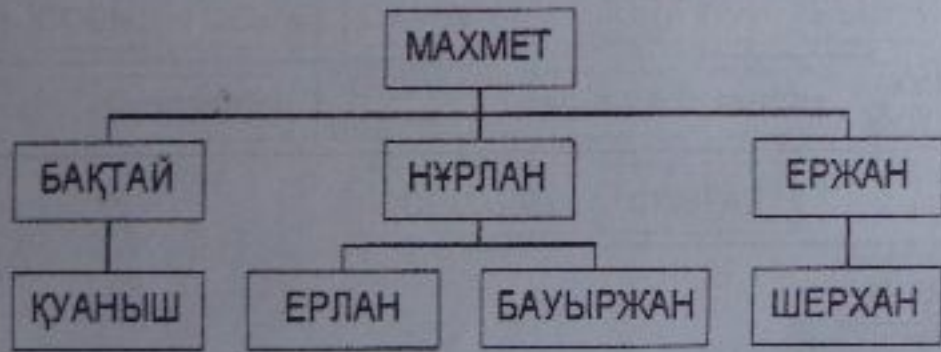 МАХМЕТ
БАҚТАЙ НҰРЛАН ЕРЖАН
ҚУАНЫШ ЕРЛАН БАУЫРЖАН ШЕРХАН